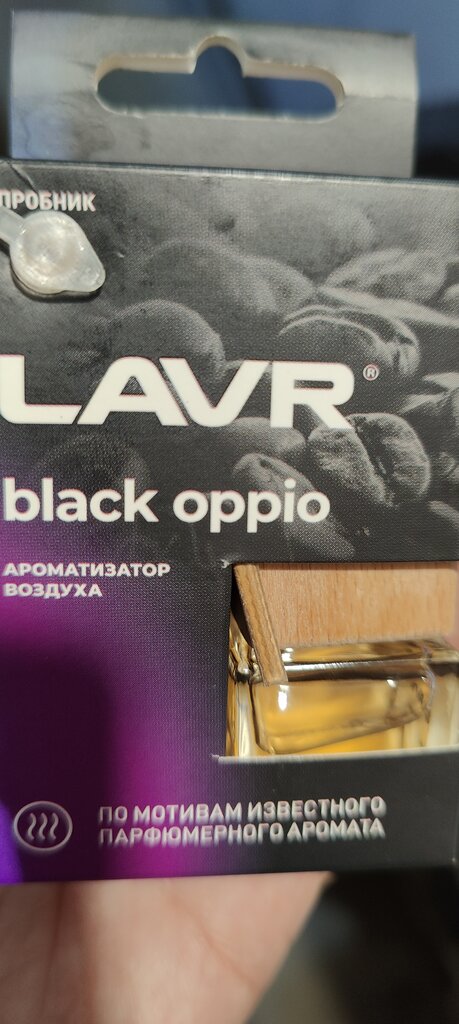 ПРОБНИК
LAVR®
black oppio
АРОМАТИЗАТОР
ВОЗДУХА
ПО МОТИВАМ ИЗВЕСТНОГО
ПАРФЮМЕРНОГО АРОМАТА